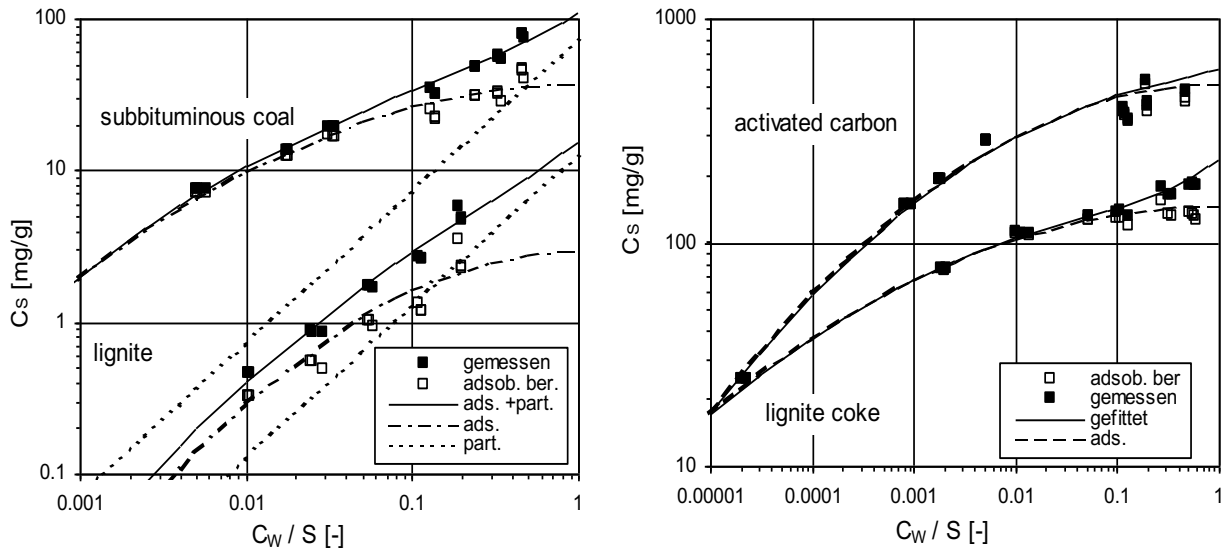 100
10
1
0.1
0.001
0.01
0.1
1
Cs [mg/g]
C_W / S [-]
subbituminous coal
lignite
gemessen
adsob. ber.
ads. +part.
ads.
part.
1000
100
10
0.00001
0.0001
0.001
0.01
0.1
1
Cs [mg/g]
C_W / S [-]
activated carbon
lignite coke
adsob. ber
gemessen
gefittet
ads.